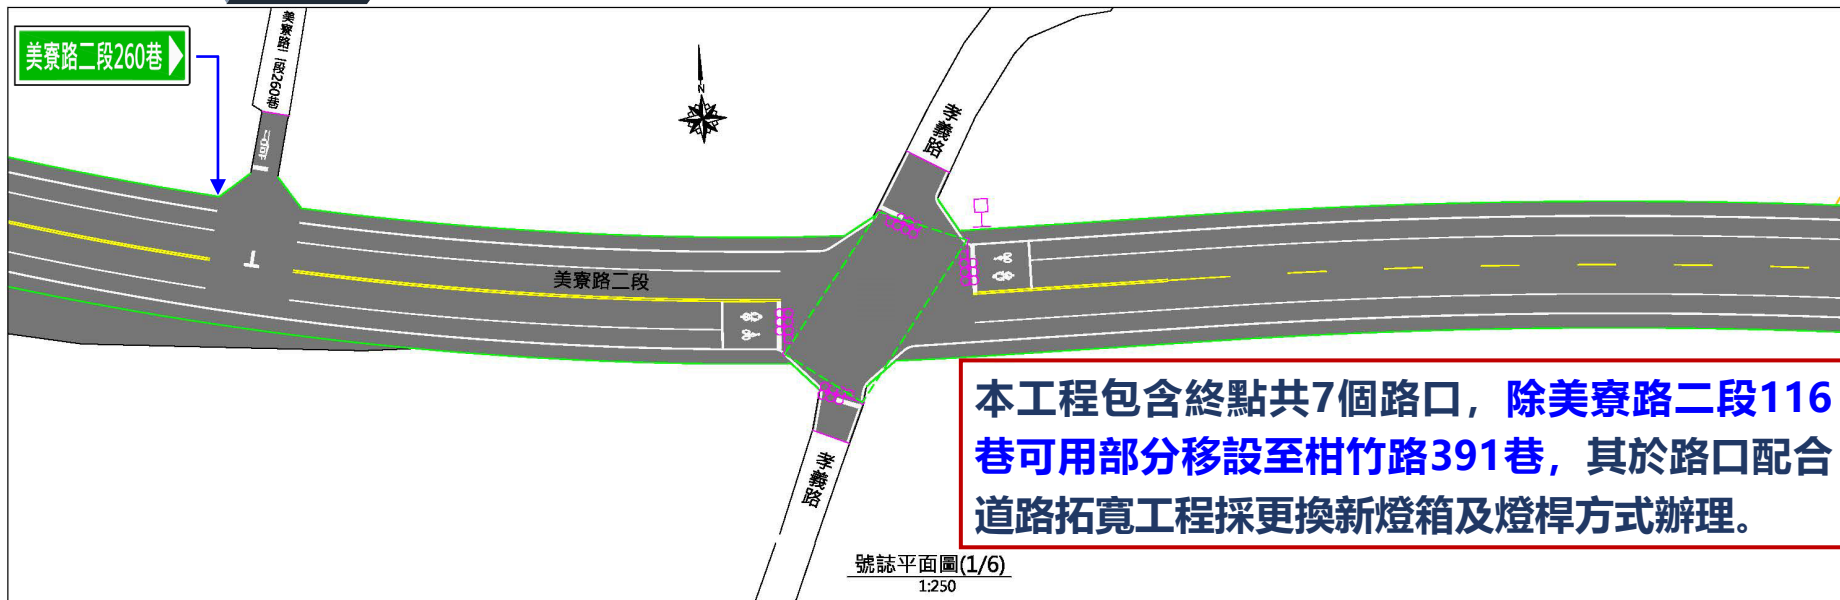 美寮路二段260巷
美寮路二段260巷
N
孝義路
美寮路二段
孝義路
本工程包含終點共7個路口，除美寮路二段116
巷可用部分移設至柑竹路391巷，其於路口配合
道路拓寬工程採更換新燈箱及燈桿方式辦理。
號誌平面圖(1/6)
1:250